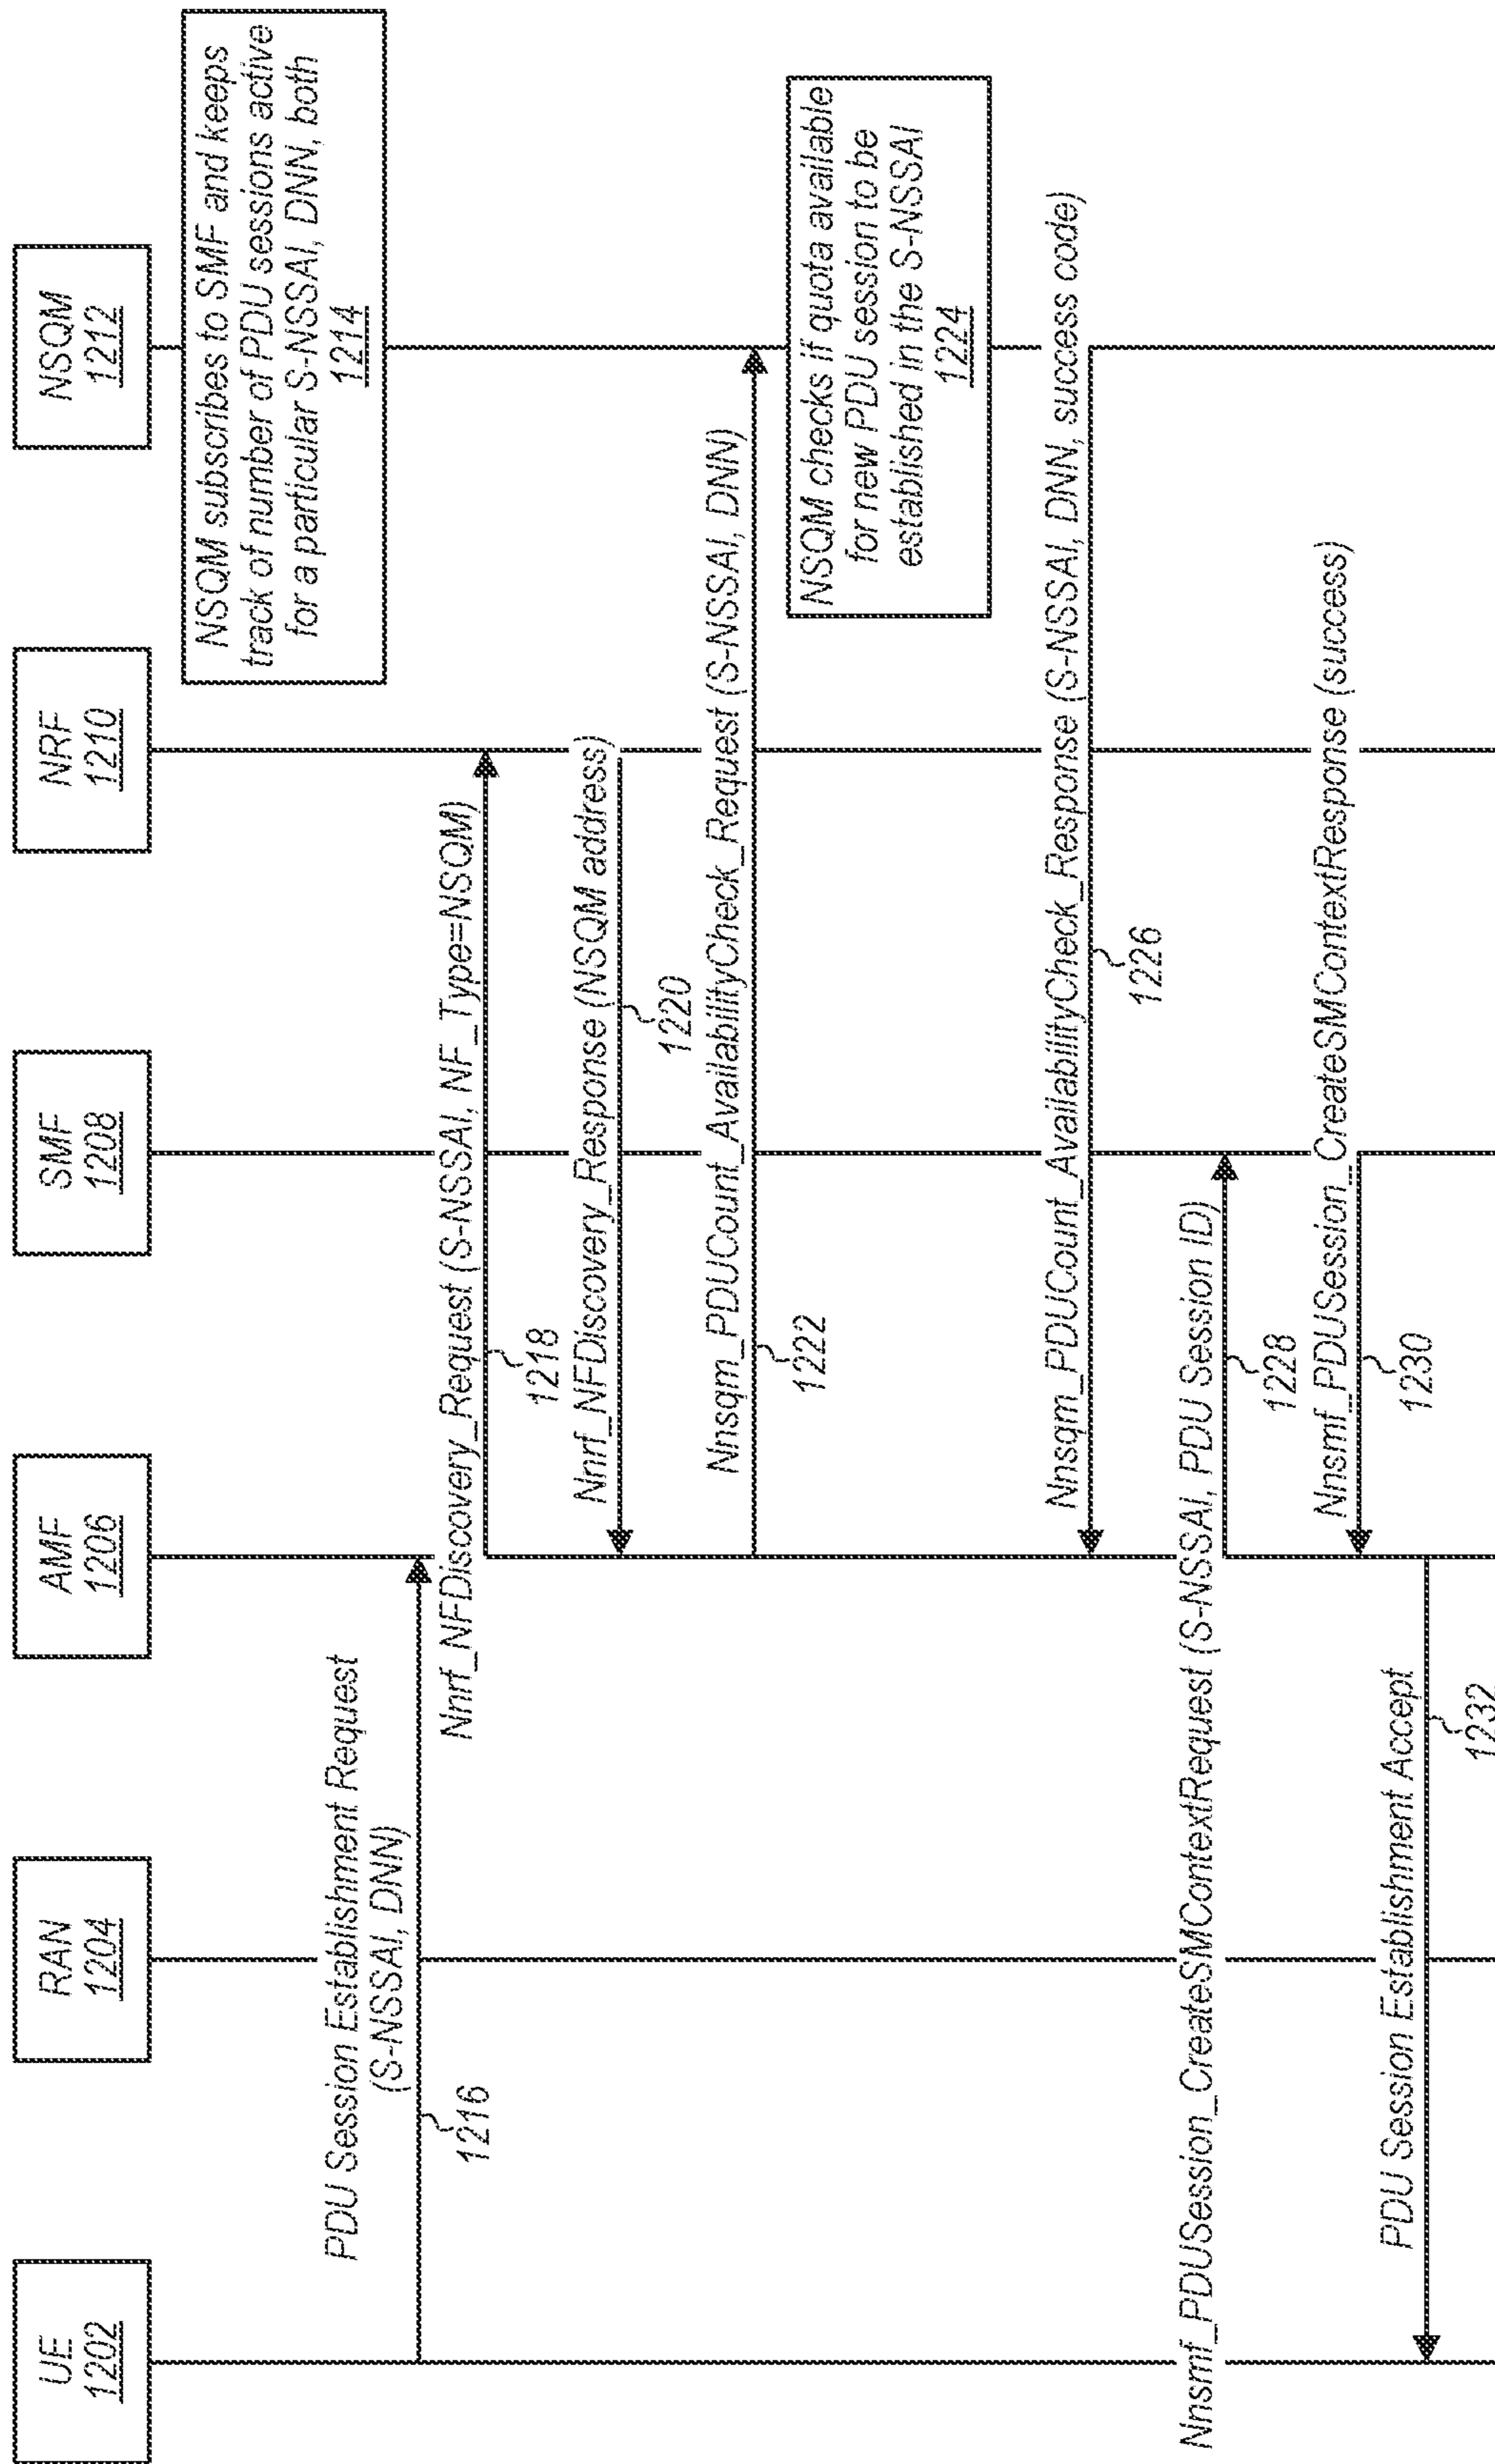 UE
1202
RAN
1204
AMF
1206
SMF
1208
NRF
1210
NSQM
1212
NSQM subscribes to SMF and keeps
track of number of PDU sessions active
for a particular S-NSSAI, DNN, both
1214
PDU Session Establishment Request
(S-NSSAI, DNN)
1216
Nnrf_NFDiscovery_Request (S-NSSAI, NF_Type=NSQM)
1218
Nnrf_NFDiscovery_Response (NSQM address)
1220
Nnsqm_PDUCount_AvailabilityCheck_Request (S-NSSAI, DNN)
1222
NSQM checks if quota available
for new PDU session to be
established in the S-NSSAI
1224
Nnsqm_PDUCount_AvailabilityCheck_Response (S-NSSAI, DNN, success code)
1226
Nnsmf_PDUSession_CreateSMContextRequest (S-NSSAI, PDU Session ID)
1228
Nnsmf_PDUSession_CreateSMContextResponse (success)
1230
PDU Session Establishment Accept
1232